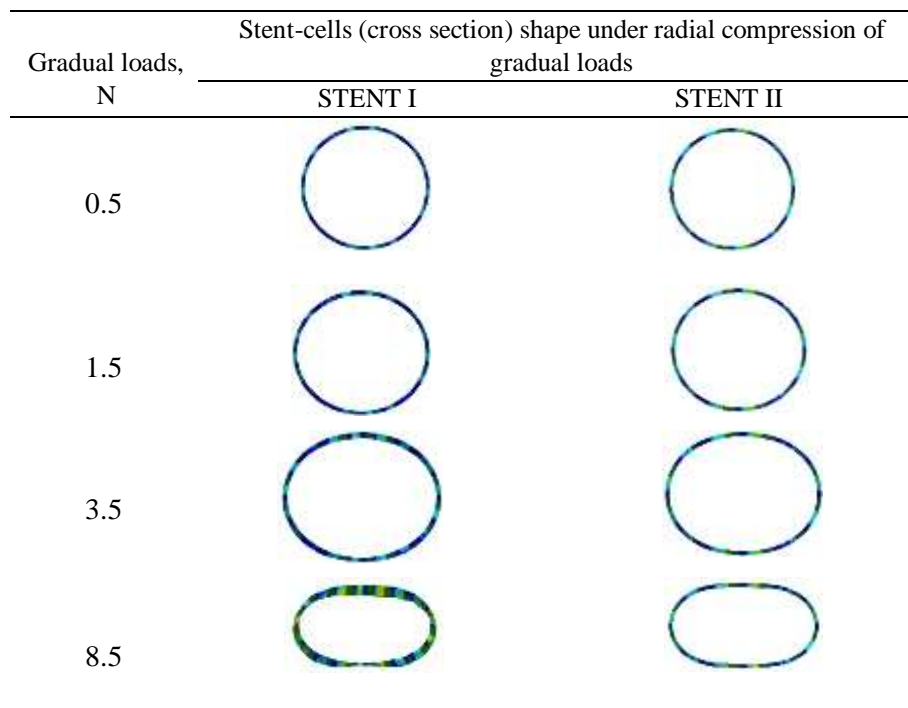 Stent-cells (cross section) shape under radial compression of
gradual loads
Gradual loads,
N
STENT I STENT II
0.5
1.5
3.5
8.5